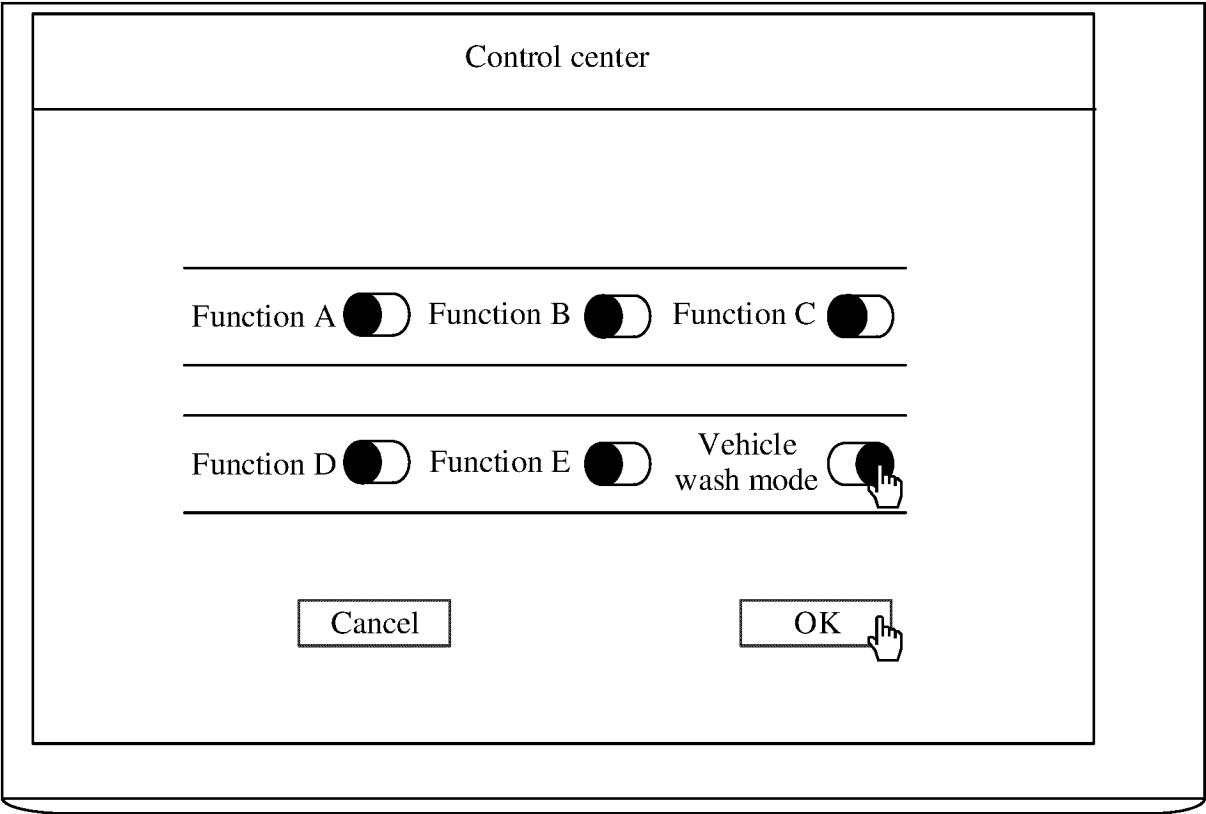 Control center
Function A
Function B
Function C
Function D
Function E
Vehicle
wash mode
Cancel
OK